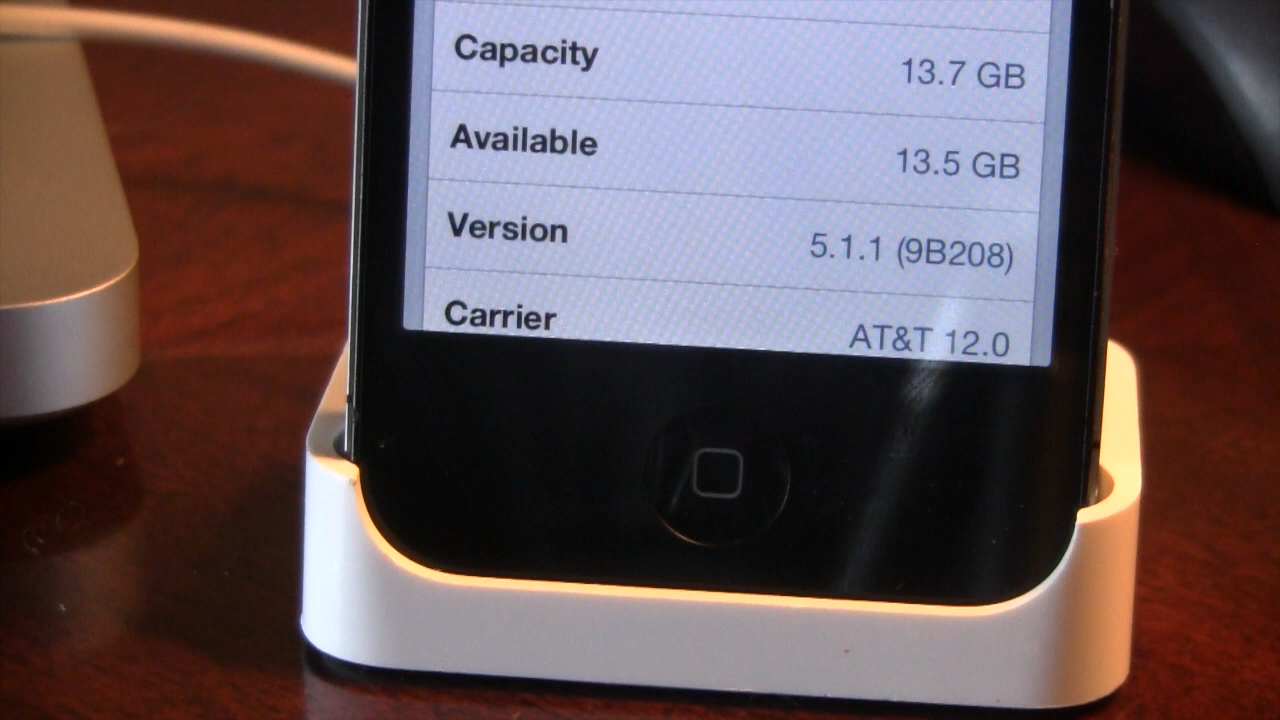 Capacity 13.7 GB
Available 13.5 GB
Version 5.1.1 (9B208)
Carrier AT&T 12.0